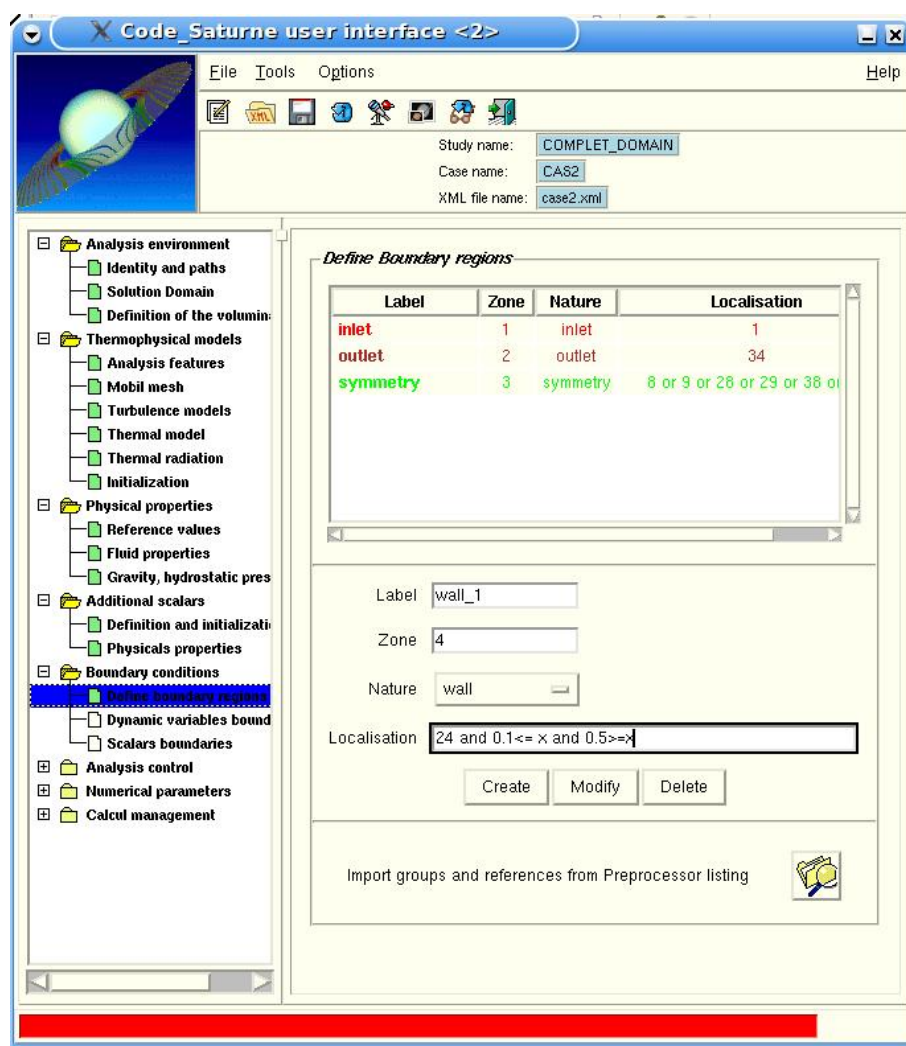 Code_Saturne user interface <2>
File Tools Options Help
Study name: COMPLET_DOMAIN
Case name: CAS2
XML file name: case2.xml
Analysis environment
Identity and paths
Solution Domain
Definition of the volumin
Thermophysical models
Analysis features
Mobil mesh
Turbulence models
Thermal model
Thermal radiation
Initialization
Physical properties
Reference values
Fluid properties
Gravity, hydrostatic pres
Additional scalars
Definition and initializati
Physicals properties
Boundary conditions
Define boundary regions
Dynamic variables bound
Scalars boundaries
Analysis control
Numerical parameters
Calcul management
Define Boundary regions
Label Zone Nature Localisation
inlet 1 inlet 1
outlet 2 outlet 34
symmetry 3 symmetry 8 or 9 or 28 or 29 or 38 or
Label wall_1
Zone 4
Nature wall
Localisation 24 and 0.1<= x and 0.5>=x
Create Modify Delete
Import groups and references from Preprocessor listing